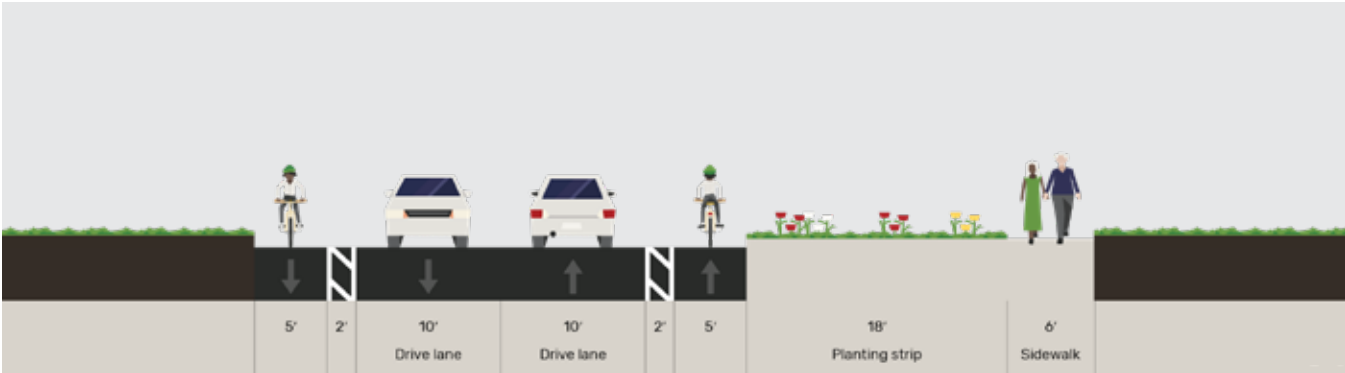 5′ 2′ 10′ 10′ 2′ 5′ 18′ 6′
Drive lane Drive lane Planting strip Sidewalk